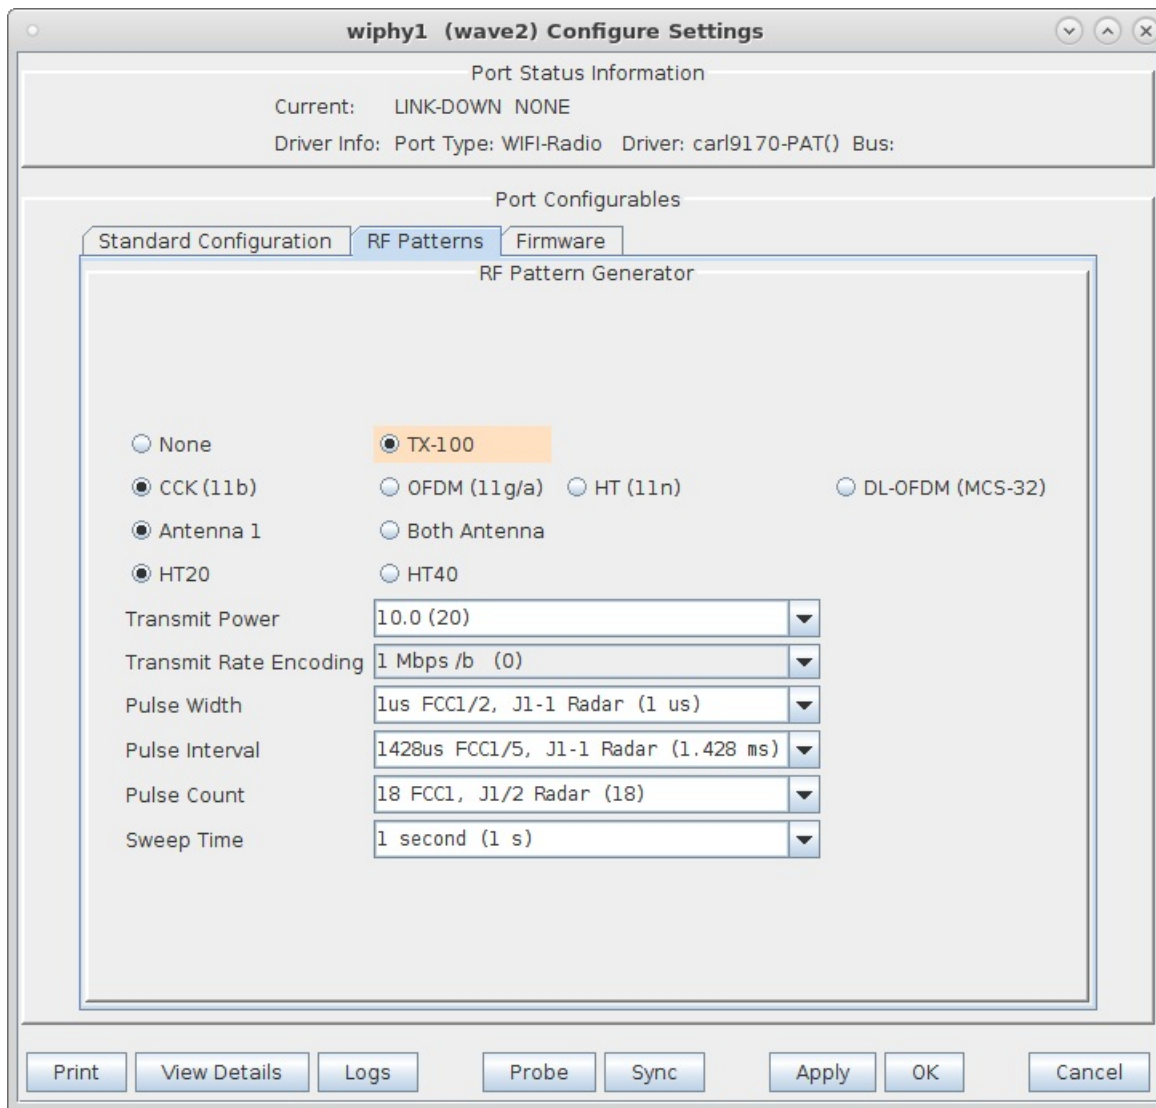 wiphy1 (wave2) Configure Settings
Port Status Information
Current: LINK-DOWN NONE
Driver Info: Port Type: WIFI-Radio Driver: carl9170-PAT() Bus:
Port Configurables
Standard Configuration RF Patterns Firmware
RF Pattern Generator
None TX-100
CCK (11b) OFDM (11g/a) HT (11n) DL-OFDM (MCS-32)
Antenna 1 Both Antenna
HT20 HT40
Transmit Power 10.0 (20)
Transmit Rate Encoding 1 Mbps /b (0)
Pulse Width 1us FCC1/2, J1-1 Radar (1 us)
Pulse Interval 1428us FCC1/5, J1-1 Radar (1.428 ms)
Pulse Count 18 FCC1, J1/2 Radar (18)
Sweep Time 1 second (1 s)
Print View Details Logs Probe Sync Apply OK Cancel